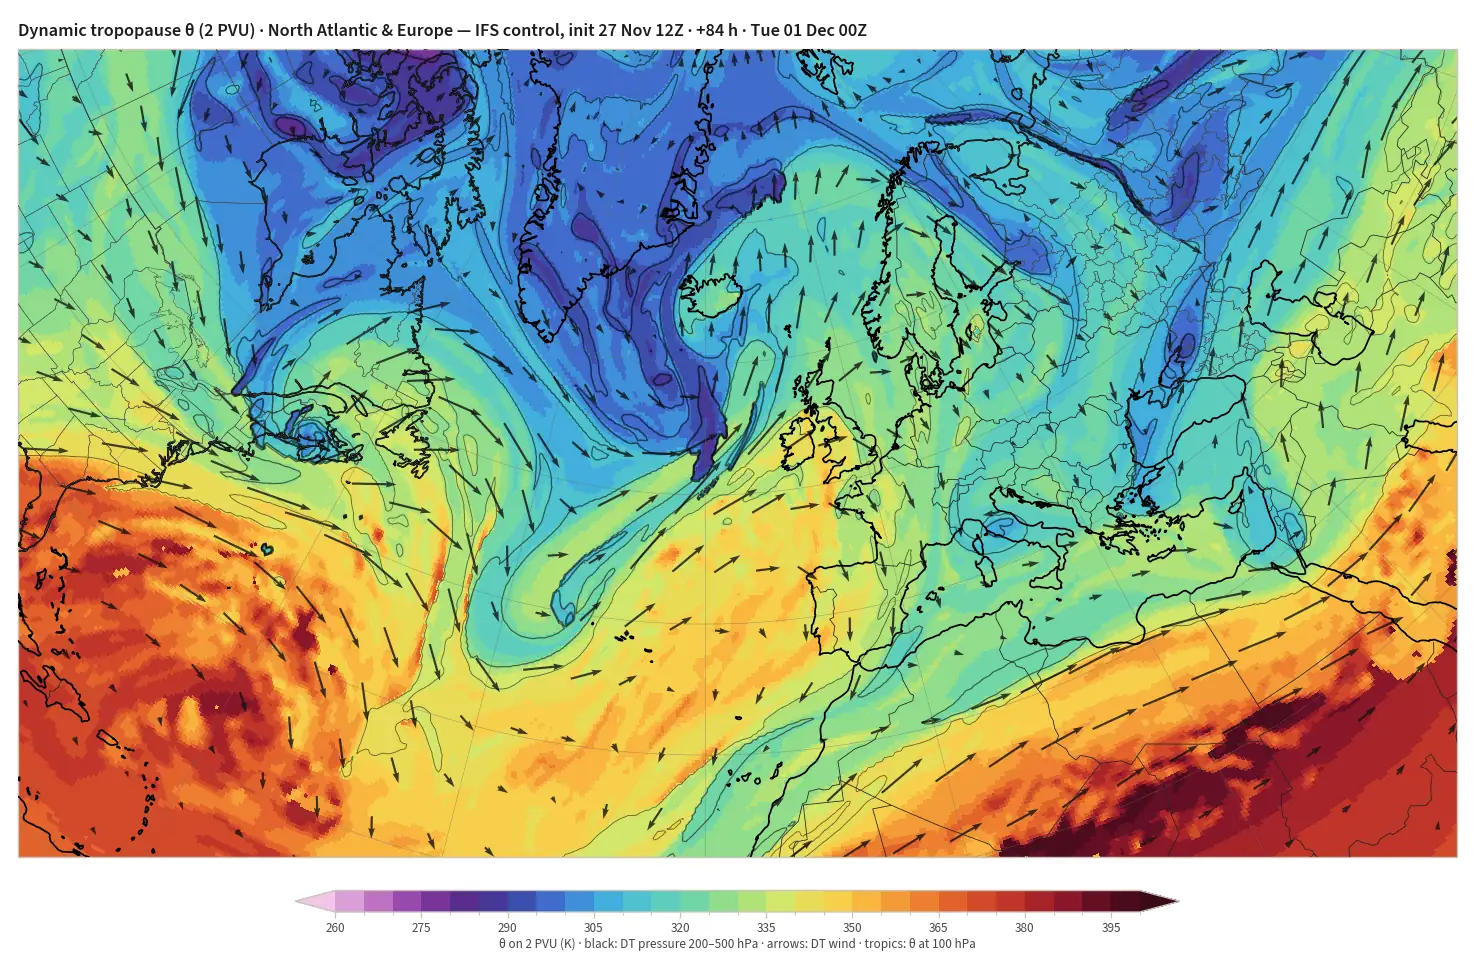 Dynamic tropopause θ (2 PVU) · North Atlantic & Europe — IFS control, init 27 Nov 12Z · +84 h · Tue 01 Dec 00Z
260 275 290 305 320 335 350 365 380 395
θ on 2 PVU (K) · black: DT pressure 200–500 hPa · arrows: DT wind · tropics: θ at 100 hPa